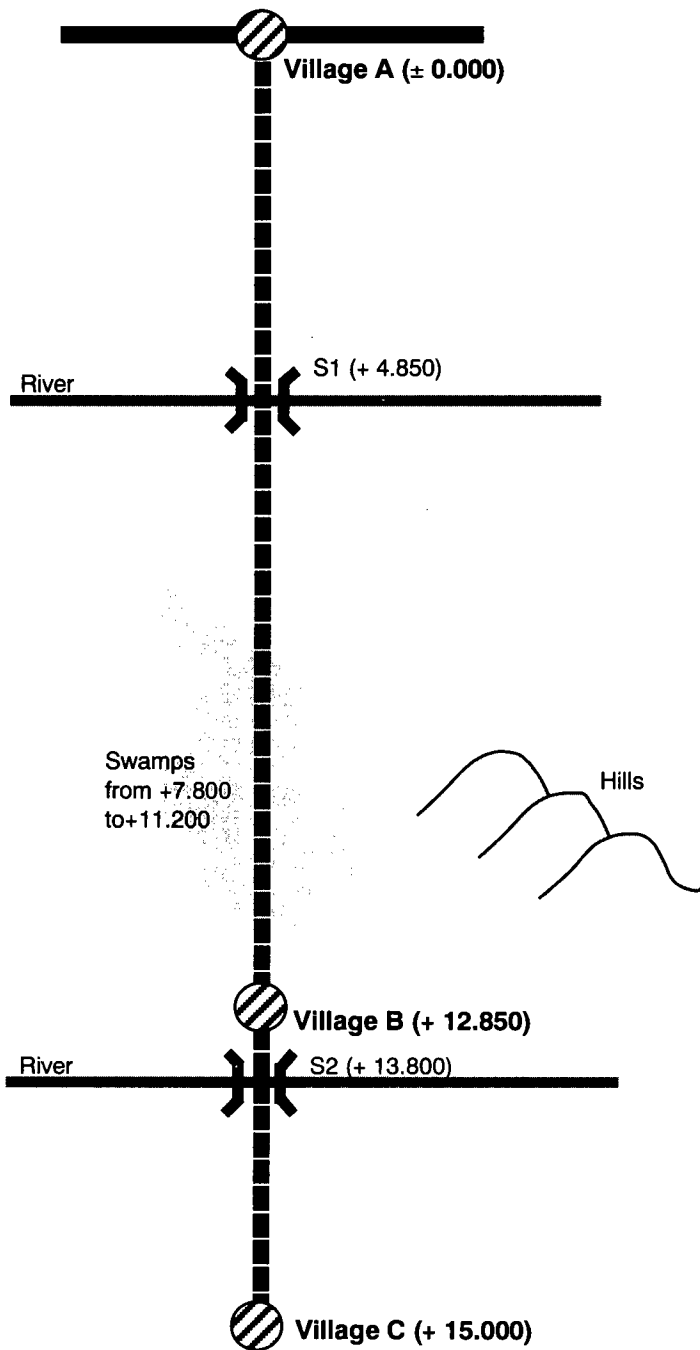 Village A (± 0.000)
S1 (+ 4.850)
River
Swamps
from +7.800
to+11.200
Hills
Village B (+ 12.850)
River
S2 (+ 13.800)
Village C (+ 15.000)